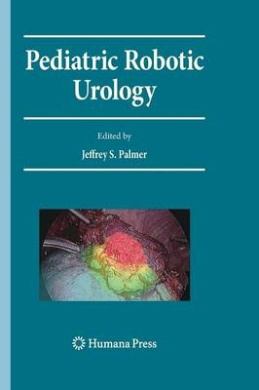 Pediatric Robotic
Urology
Edited by
Jeffrey S. Palmer
Humana Press